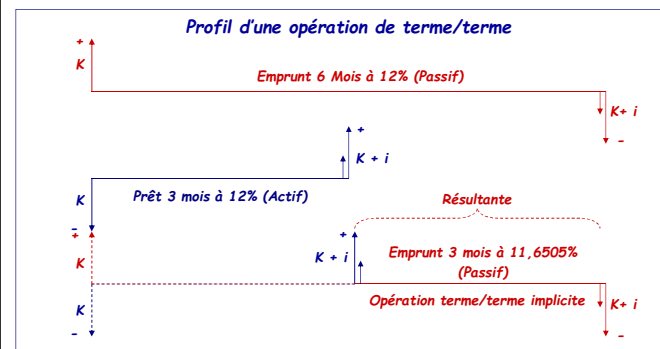 Profil d'une opération de terme/terme
+
K
Emprunt 6 Mois à 12% (Passif)
K+ i
-
+
K + i
K
Prêt 3 mois à 12% (Actif)
-
Résultante
+
K
+
K + i
Emprunt 3 mois à 11,6505%
(Passif)
K
Opération terme/terme implicite
K+ i
-
-